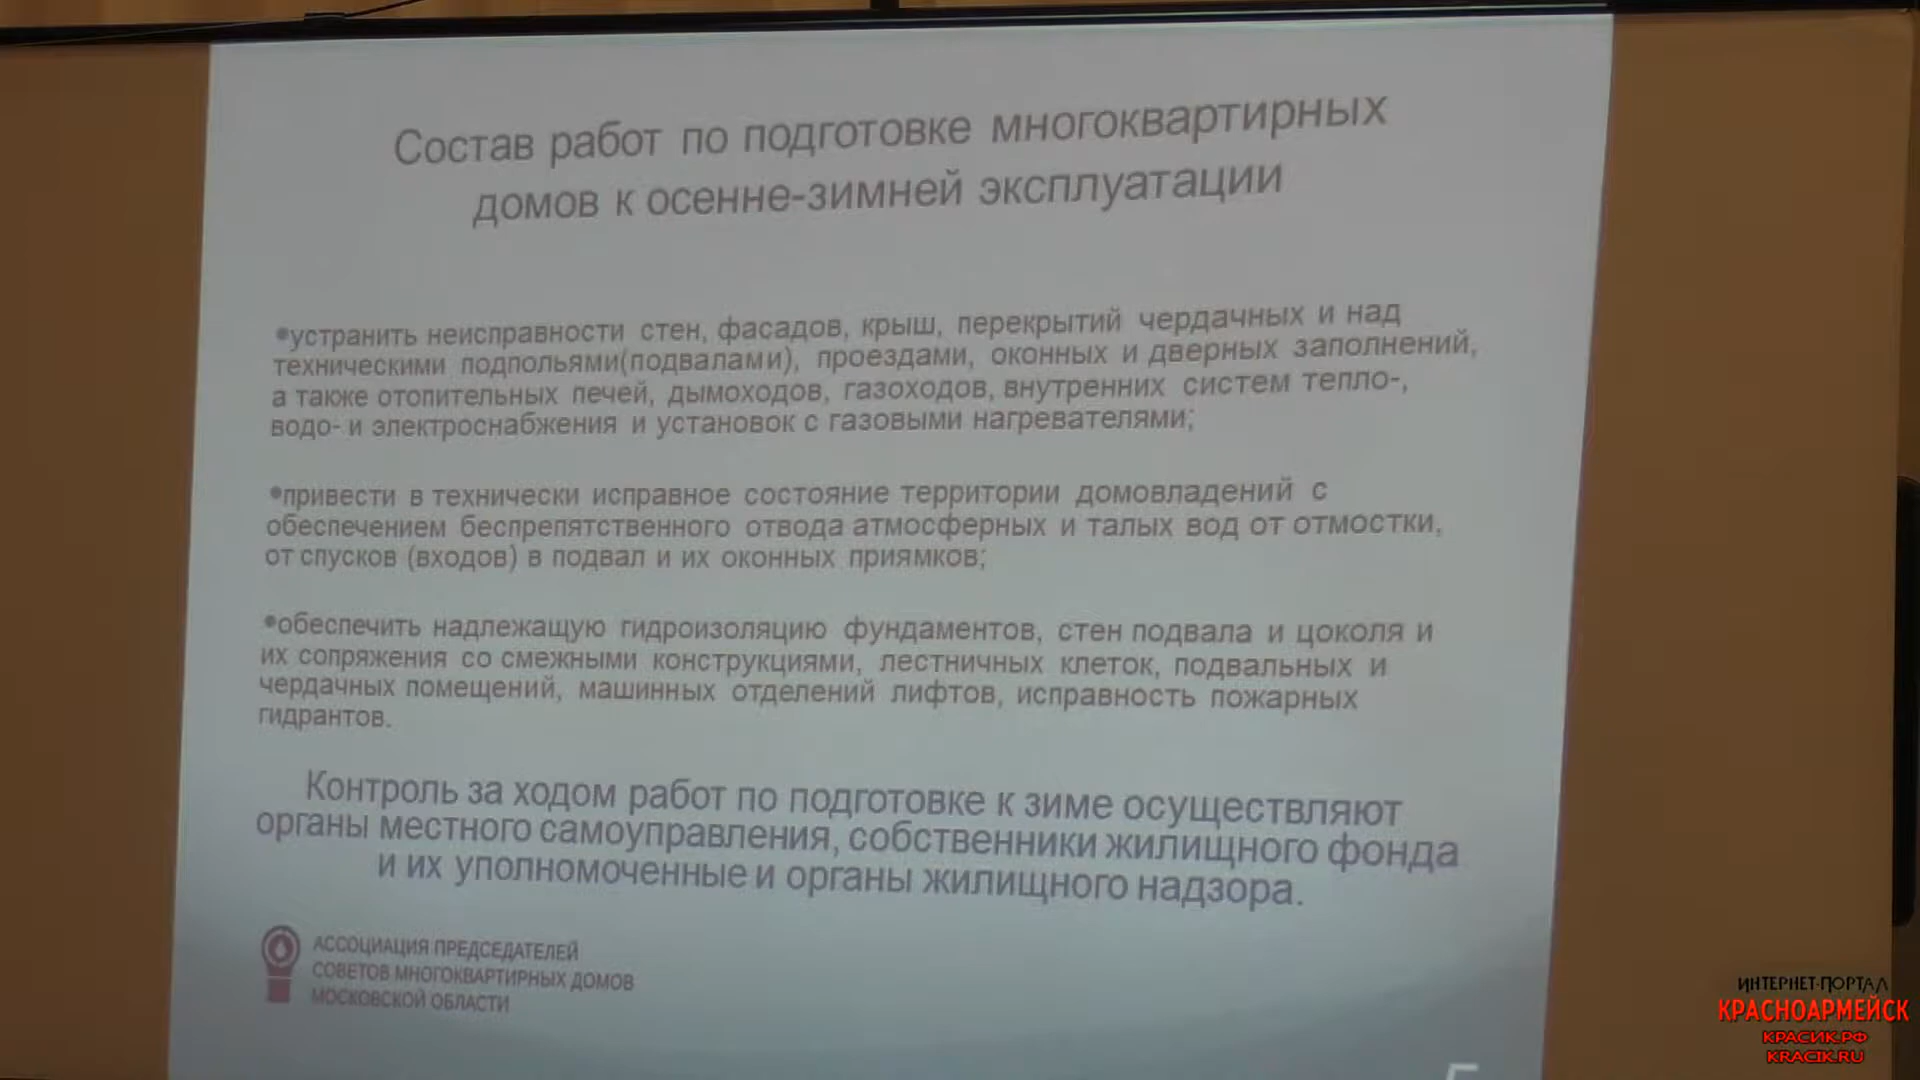 Состав работ по подготовке многоквартирных
домов к осенне-зимней эксплуатации
•устранить неисправности стен, фасадов, крыш, перекрытий чердачных и над
техническими подпольями(подвалами), проездами, оконных и дверных заполнений,
а также отопительных печей, дымоходов, газоходов, внутренних систем тепло-,
водо- и электроснабжения и установок с газовыми нагревателями;
•привести в технически исправное состояние территории домовладений с
обеспечением беспрепятственного отвода атмосферных и талых вод от отмостки,
от спусков (входов) в подвал и их оконных приямков;
•обеспечить надлежащую гидроизоляцию фундаментов, стен подвала и цоколя и
их сопряжения со смежными конструкциями, лестничных клеток, подвальных и
чердачных помещений, машинных отделений лифтов, исправность пожарных
гидрантов.
Контроль за ходом работ по подготовке к зиме осуществляют
органы местного самоуправления, собственники жилищного фонда
и их уполномоченные и органы жилищного надзора.
АССОЦИАЦИЯ ПРЕДСЕДАТЕЛЕЙ
СОВЕТОВ МНОГОКВАРТИРНЫХ ДОМОВ
МОСКОВСКОЙ ОБЛАСТИ
ИНТЕРНЕТ-ПОРТАЛ
КРАСНОАРМЕЙСК
КРАСИК.РФ
KRACIK.RU